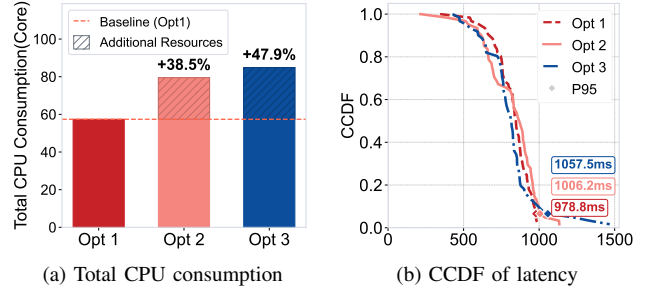 Total CPU Consumption(Core)
100
80
60
40
20
0
Baseline (Opt1)
Additional Resources
+38.5%
+47.9%
Opt 1
Opt 2
Opt 3
(a) Total CPU consumption
CCDF
1.0
0.8
0.6
0.4
0.2
0.0
Opt 1
Opt 2
Opt 3
P95
1057.5ms
1006.2ms
978.8ms
0
500
1000
1500
(b) CCDF of latency